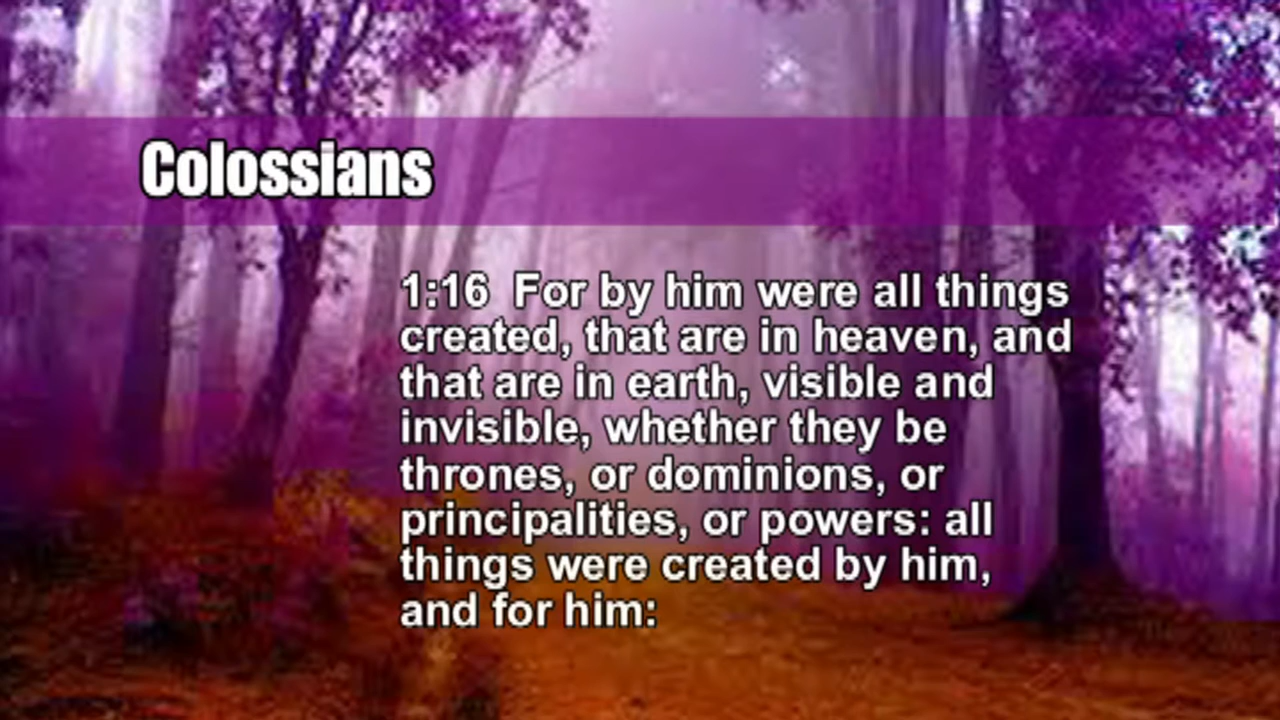 Colossians
1:16 For by him were all things
created, that are in heaven, and
that are in earth, visible and
invisible, whether they be
thrones, or dominions, or
principalities, or powers: all
things were created by him,
and for him: